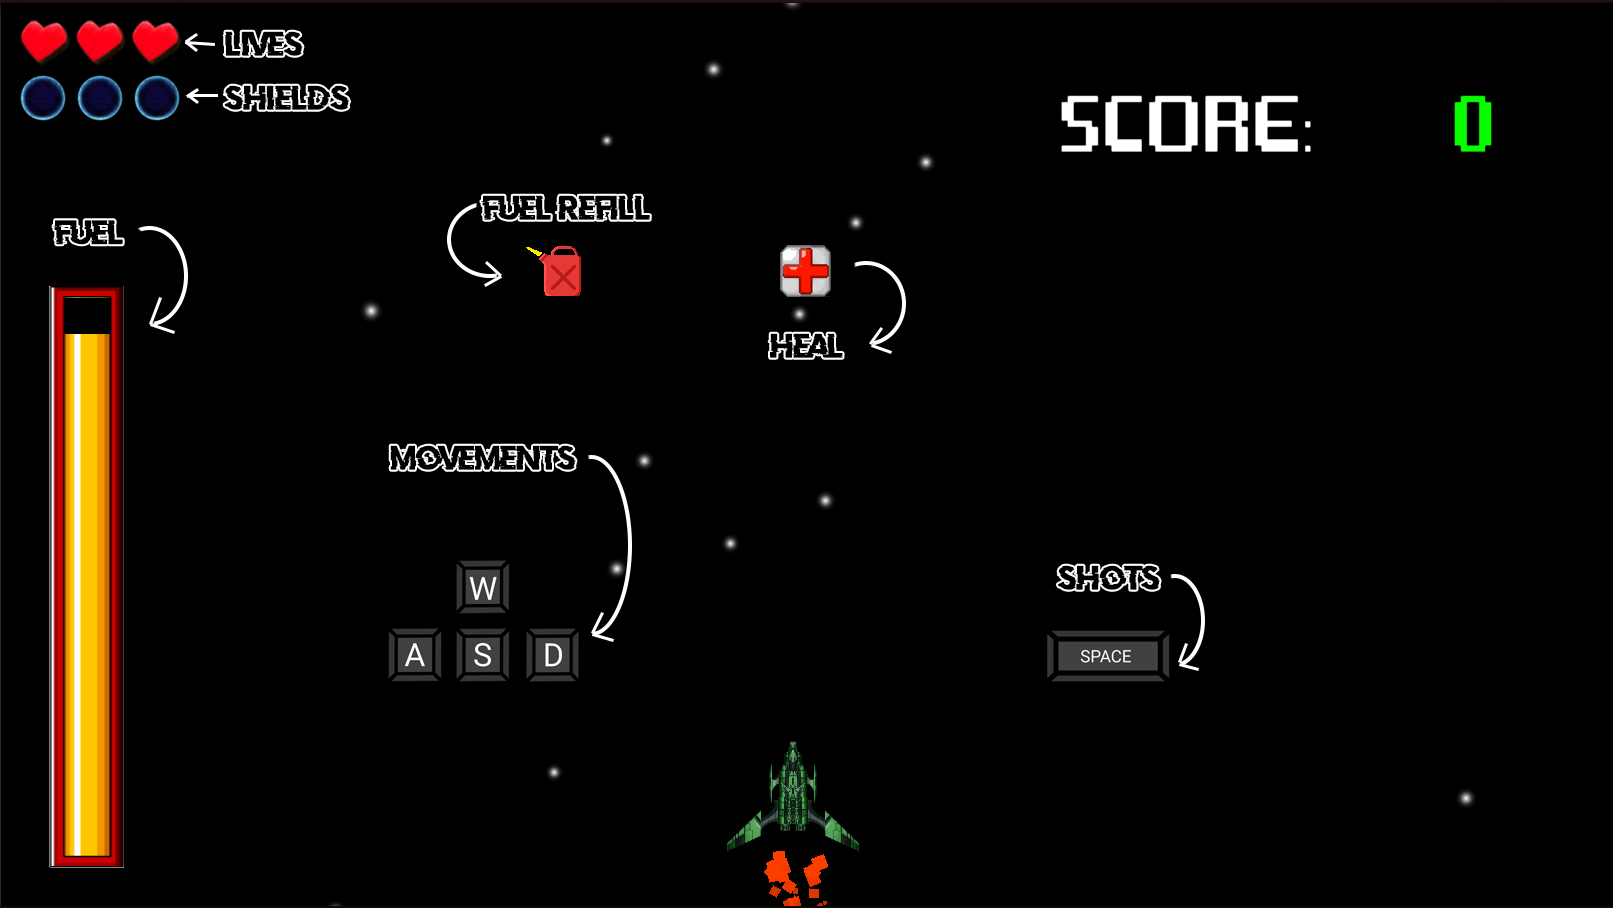 LIVES
SHIELDS
SCORE: 0
FUEL REFILL
FUEL
HEAL
MOVEMENTS
W
SHOTS
A S D
SPACE